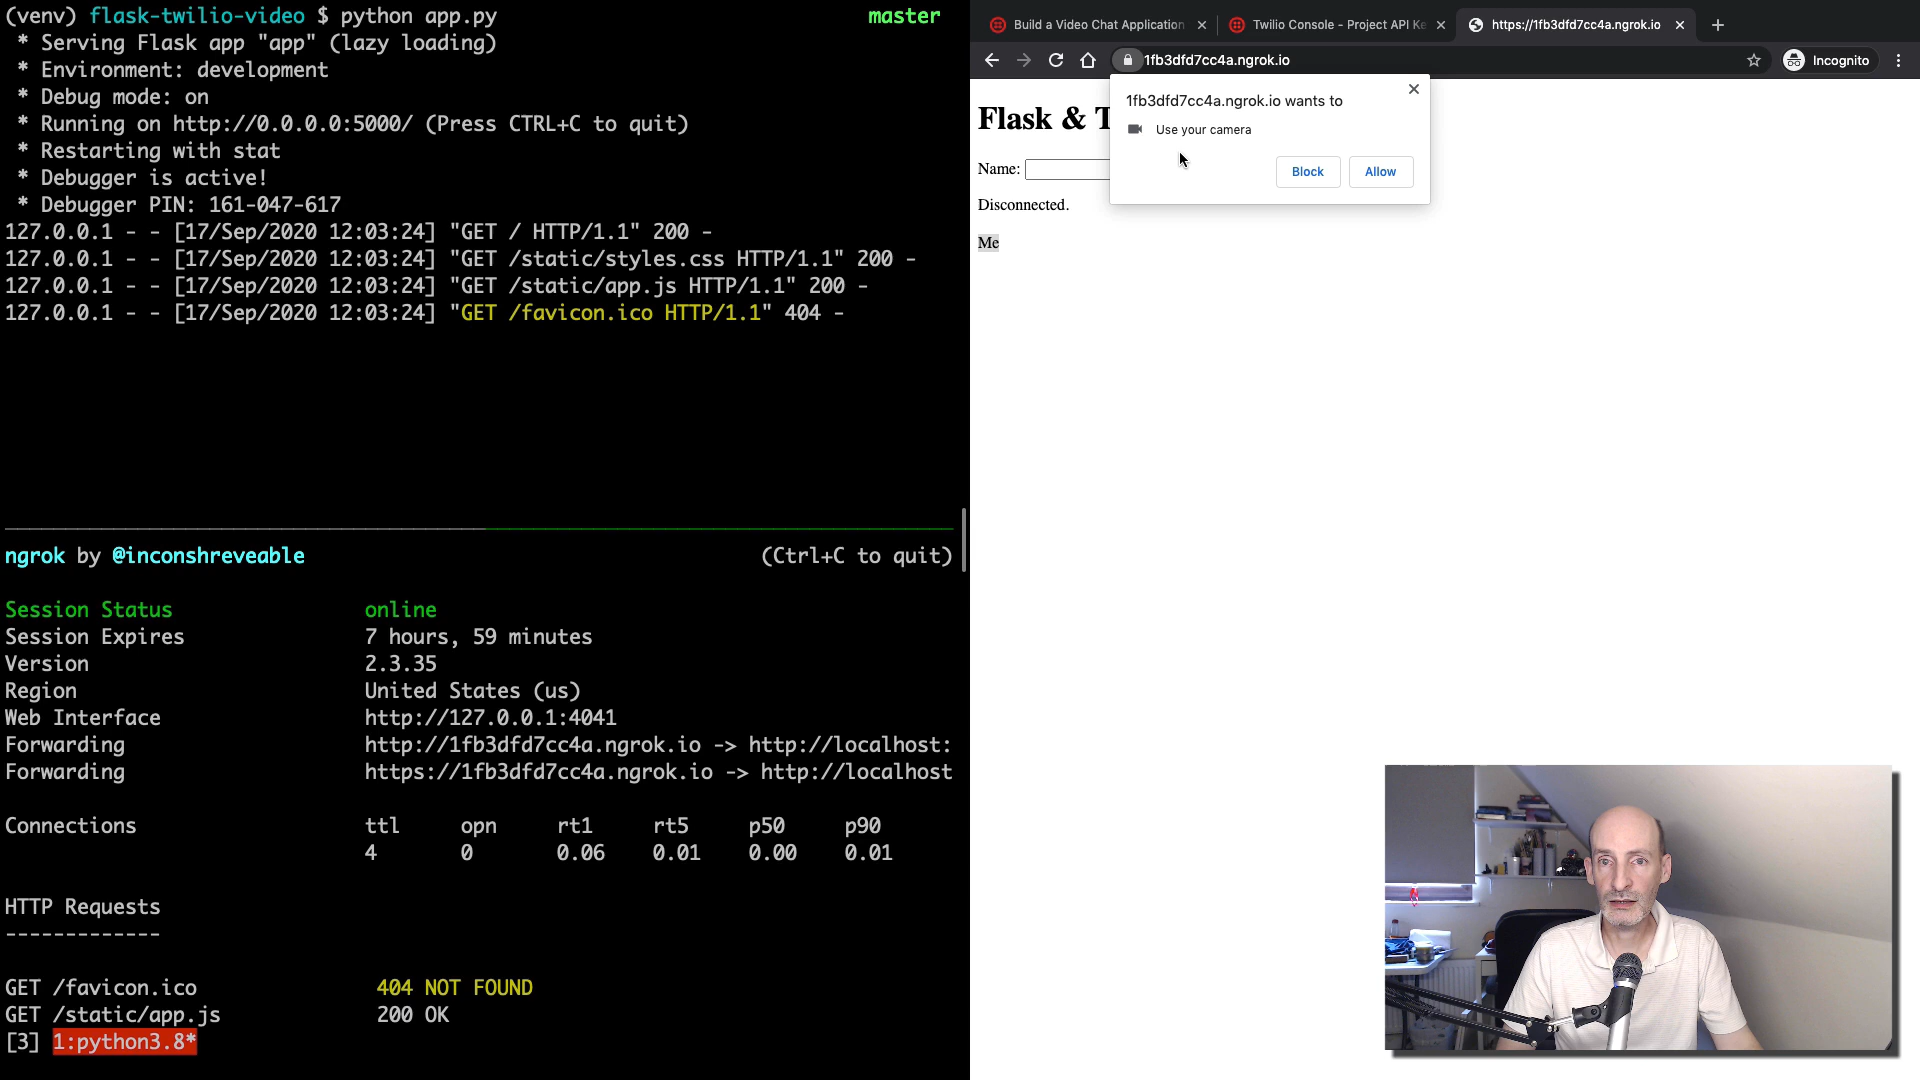 (venv) flask-twilio-video $ python app.py master
* Serving Flask app "app" (lazy loading)
* Environment: development
* Debug mode: on
* Running on http://0.0.0.0:5000/ (Press CTRL+C to quit)
* Restarting with stat
* Debugger is active!
* Debugger PIN: 161-047-617
127.0.0.1 - - [17/Sep/2020 12:03:24] "GET / HTTP/1.1" 200 -
127.0.0.1 - - [17/Sep/2020 12:03:24] "GET /static/styles.css HTTP/1.1" 200 -
127.0.0.1 - - [17/Sep/2020 12:03:24] "GET /static/app.js HTTP/1.1" 200 -
127.0.0.1 - - [17/Sep/2020 12:03:24] "GET /favicon.ico HTTP/1.1" 404 -
ngrok by @inconshreveable (Ctrl+C to quit)
Session Status online
Session Expires 7 hours, 59 minutes
Version 2.3.35
Region United States (us)
Web Interface http://127.0.0.1:4041
Forwarding http://1fb3dfd7cc4a.ngrok.io -> http://localhost:
Forwarding https://1fb3dfd7cc4a.ngrok.io -> http://localhost
Connections ttl opn rt1 rt5 p50 p90
4 0 0.06 0.01 0.00 0.01
HTTP Requests
-------------
GET /favicon.ico 404 NOT FOUND
GET /static/app.js 200 OK
[3] 1:python3.8*
Build a Video Chat Application Twilio Console - Project API Ke https://1fb3dfd7cc4a.ngrok.io
1fb3dfd7cc4a.ngrok.io Incognito
1fb3dfd7cc4a.ngrok.io wants to
Use your camera
Block Allow
Flask & T
Name:
Disconnected.
Me